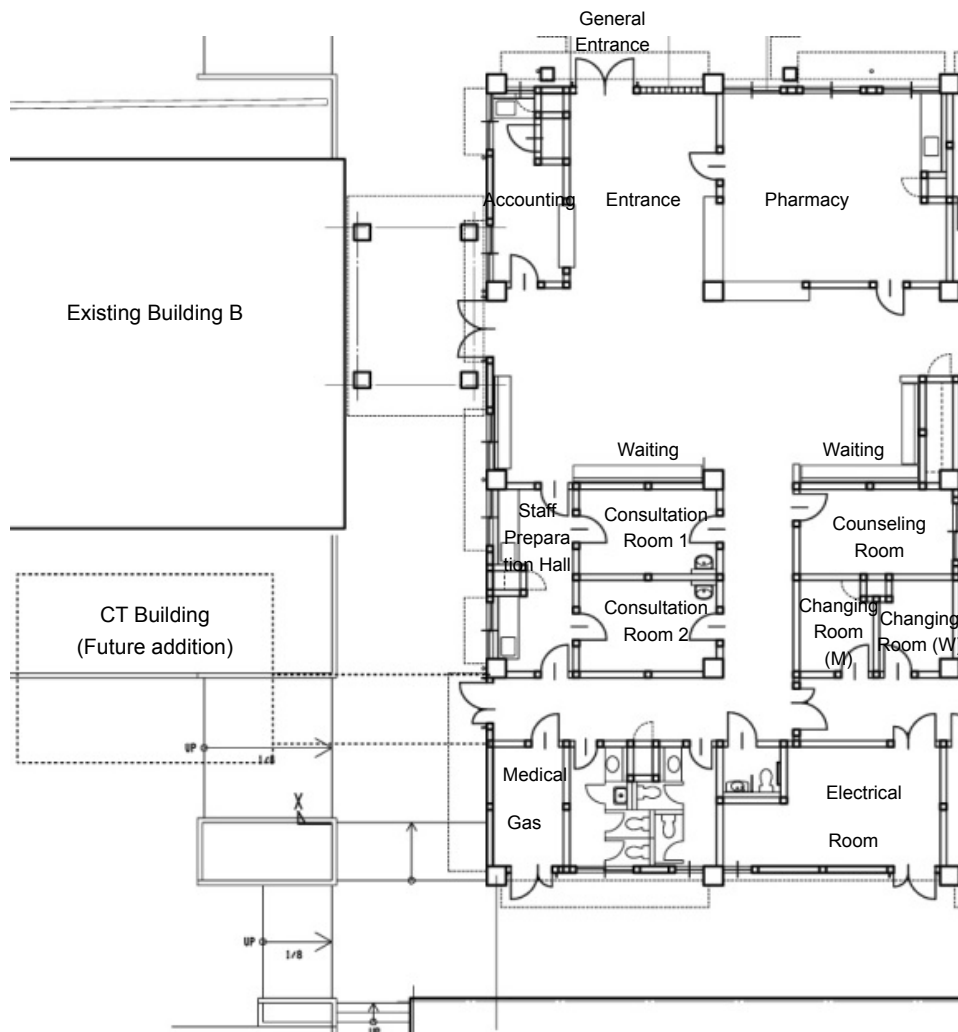 General
Entrance
Accounting
Entrance
Pharmacy
Existing Building B
Waiting
Waiting
Staff
Prepara
tion Hall
Consultation
Room 1
Counseling
Room
CT Building
(Future addition)
Consultation
Room 2
Changing
Room
(M)
Changing
Room (W)
UP
1/8
Medical
Gas
X
Electrical
Room
UP
1/8
UP